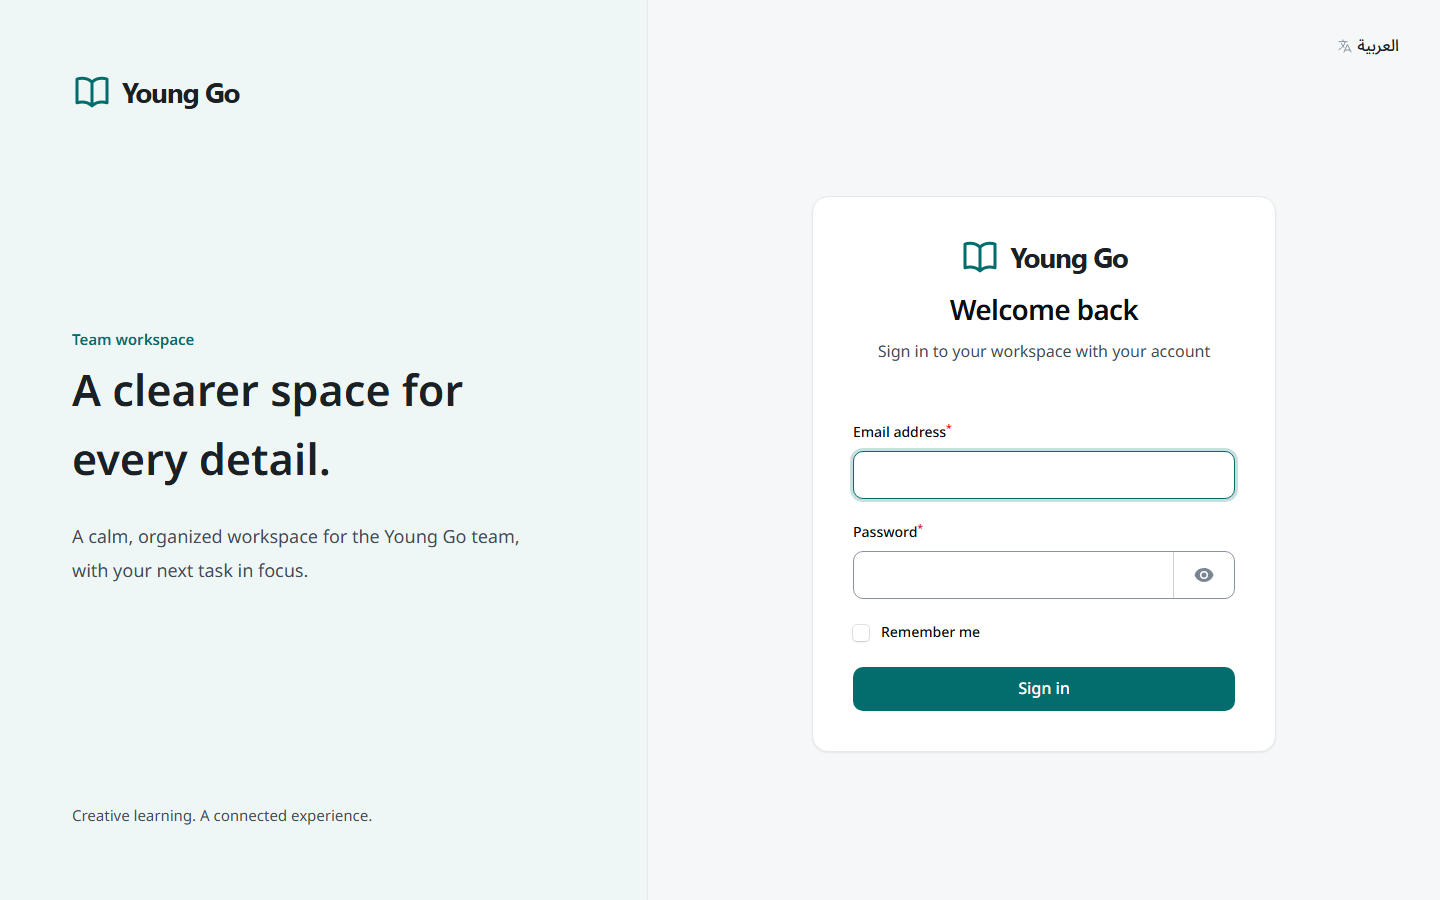 Young Go
Team workspace
A clearer space for
every detail.
A calm, organized workspace for the Young Go team,
with your next task in focus.
Creative learning. A connected experience.
العربية
Young Go
Welcome back
Sign in to your workspace with your account
Email address*
Password*
Remember me
Sign in